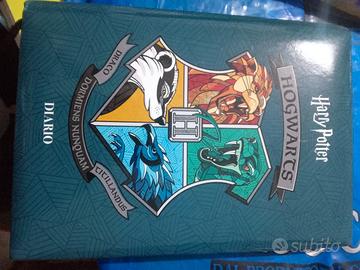 Harry Potter
HOGWARTS
H
DRACO
DORMIENS NUNQUAM
TITILLANDUS
DIARIO
subito